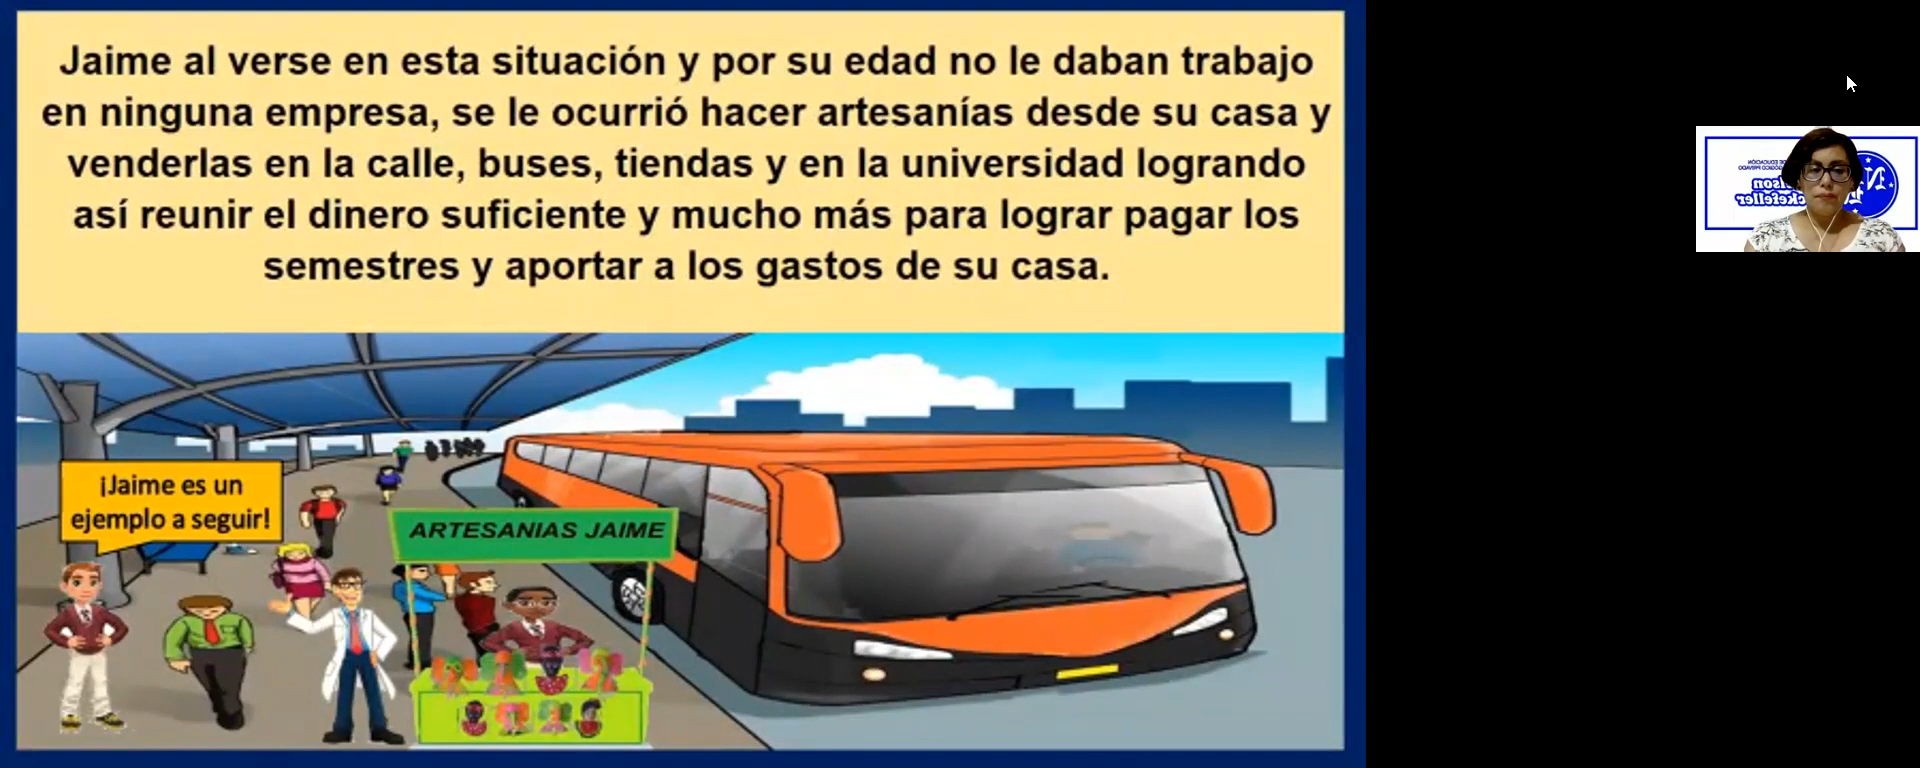 Jaime al verse en esta situación y por su edad no le daban trabajo
en ninguna empresa, se le ocurrió hacer artesanías desde su casa y
venderlas en la calle, buses, tiendas y en la universidad logrando
así reunir el dinero suficiente y mucho más para lograr pagar los
semestres y aportar a los gastos de su casa.
¡Jaime es un
ejemplo a seguir!
ARTESANIAS JAIME